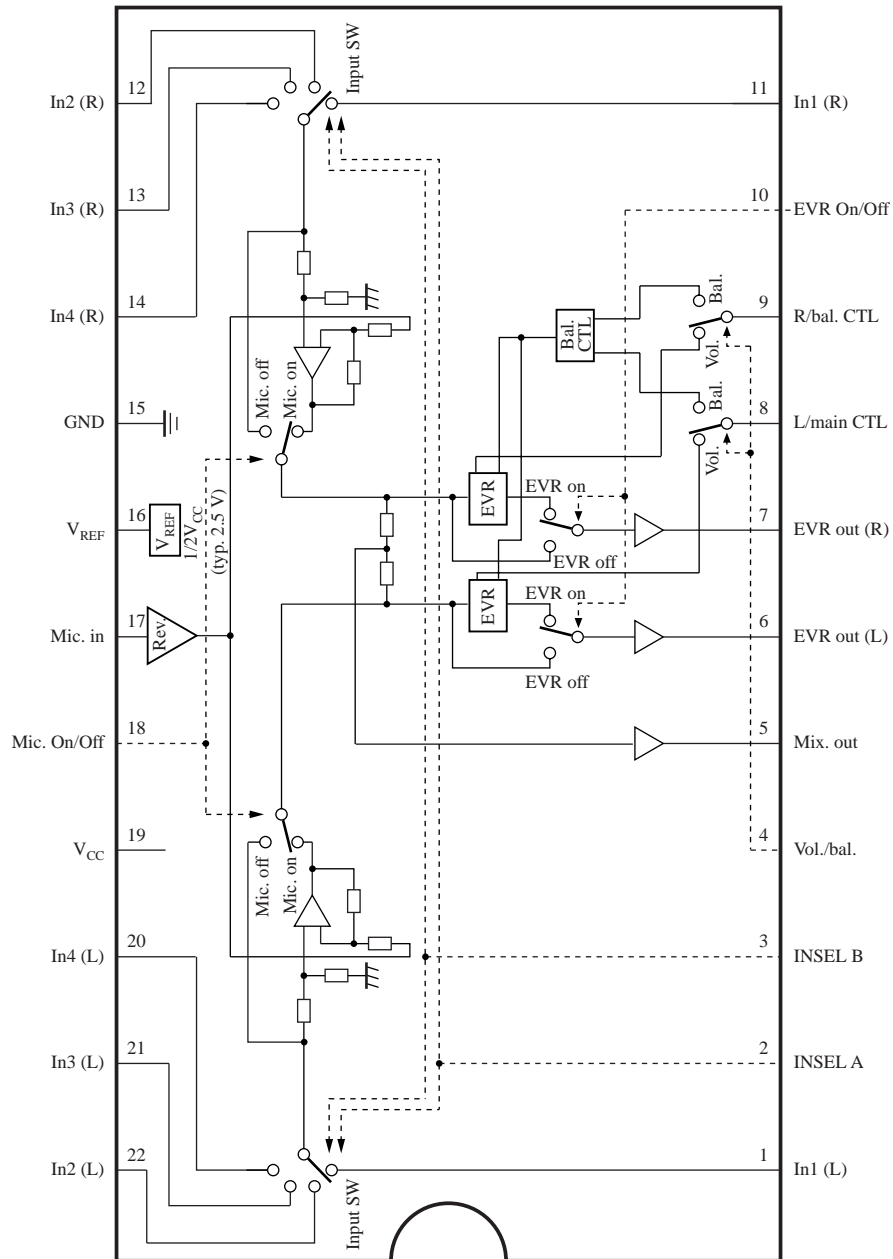 Input SW
12
In2 (R)
11
In1 (R)
13
In3 (R)
10
EVR On/Off
14
In4 (R)
Bal. CTL
Bal.
Vol.
9
R/bal. CTL
15
GND
Mic. off
Mic. on
Bal.
Vol.
8
L/main CTL
16
VREF
VREF
1/2VCC
(typ. 2.5 V)
EVR
EVR on
EVR off
7
EVR out (R)
17
Mic. in
Rev.
EVR
EVR on
EVR off
6
EVR out (L)
18
Mic. On/Off
5
Mix. out
19
VCC
Mic. off
Mic. on
4
Vol./bal.
20
In4 (L)
3
INSEL B
21
In3 (L)
2
INSEL A
22
In2 (L)
Input SW
1
In1 (L)